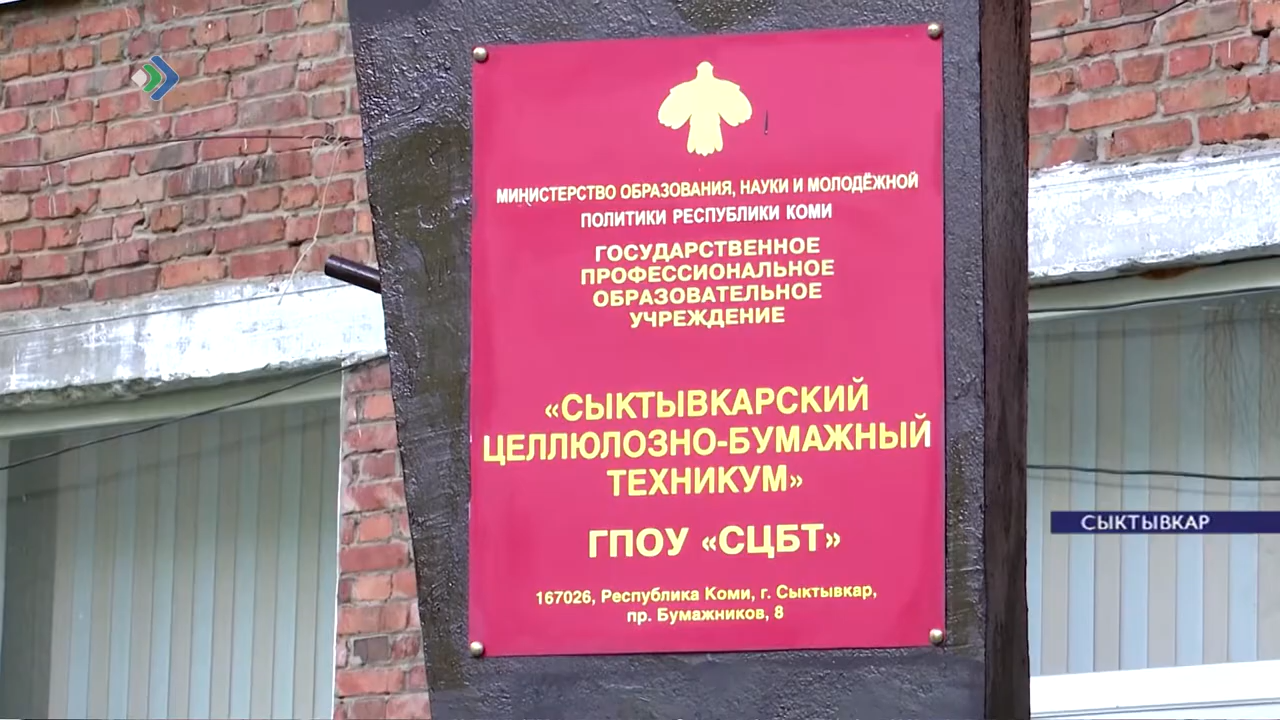 МИНИСТЕРСТВО ОБРАЗОВАНИЯ, НАУКИ И МОЛОДЁЖНОЙ
ПОЛИТИКИ РЕСПУБЛИКИ КОМИ
ГОСУДАРСТВЕННОЕ
ПРОФЕССИОНАЛЬНОЕ
ОБРАЗОВАТЕЛЬНОЕ
УЧРЕЖДЕНИЕ
«СЫКТЫВКАРСКИЙ
ЦЕЛЛЮЛОЗНО-БУМАЖНЫЙ
ТЕХНИКУМ»
ГПОУ «СЦБТ»
167026, Республика Коми, г. Сыктывкар,
пр. Бумажников, 8
СЫКТЫВКАР